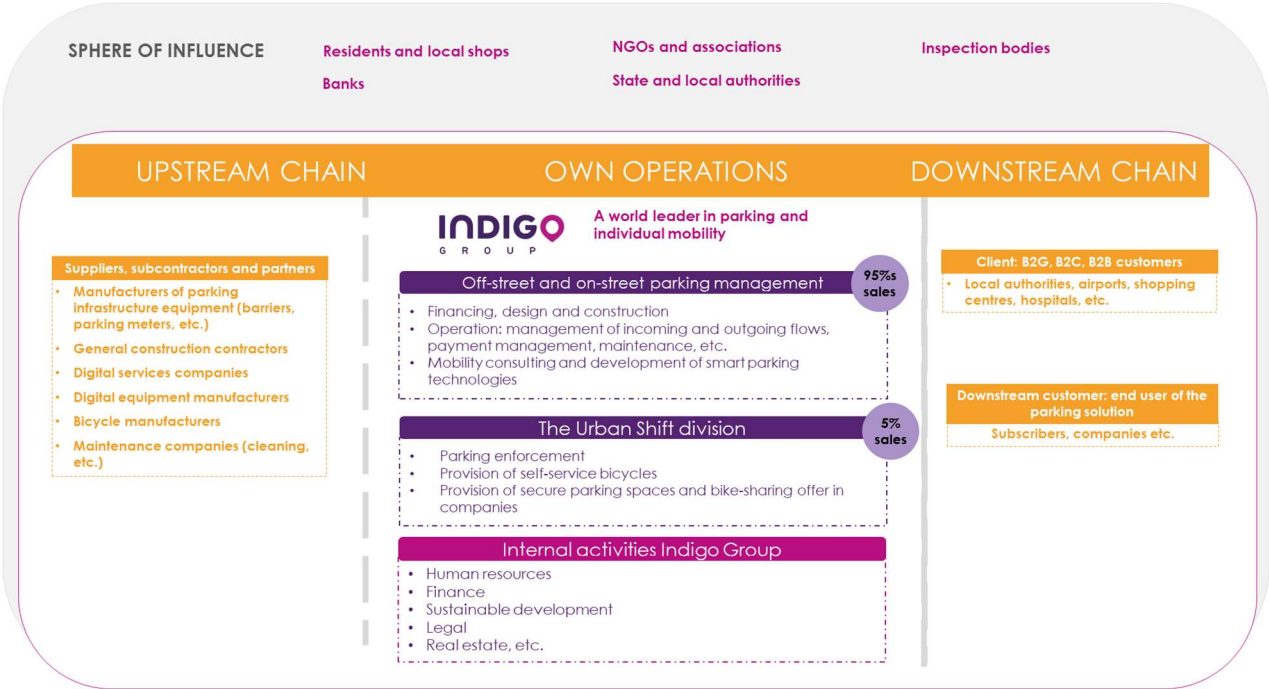 SPHERE OF INFLUENCE
Residents and local shops
Banks
NGOs and associations
State and local authorities
Inspection bodies
UPSTREAM CHAIN
OWN OPERATIONS
DOWNSTREAM CHAIN
INDIGO
GROUP
A world leader in parking and
individual mobility
Suppliers, subcontractors and partners
• Manufacturers of parking
infrastructure equipment (barriers,
parking meters, etc.)
• General construction contractors
• Digital services companies
• Digital equipment manufacturers
• Bicycle manufacturers
• Maintenance companies (cleaning,
etc.)
Off-street and on-street parking management
95%s
sales
• Financing, design and construction
• Operation: management of incoming and outgoing flows,
payment management, maintenance, etc.
• Mobility consulting and development of smart parking
technologies
The Urban Shift division
5%
sales
• Parking enforcement
• Provision of self-service bicycles
• Provision of secure parking spaces and bike-sharing offer in
companies
Internal activities Indigo Group
• Human resources
• Finance
• Sustainable development
• Legal
• Real estate, etc.
Client: B2G, B2C, B2B customers
• Local authorities, airports, shopping
centres, hospitals, etc.
Downstream customer: end user of the
parking solution
Subscribers, companies etc.